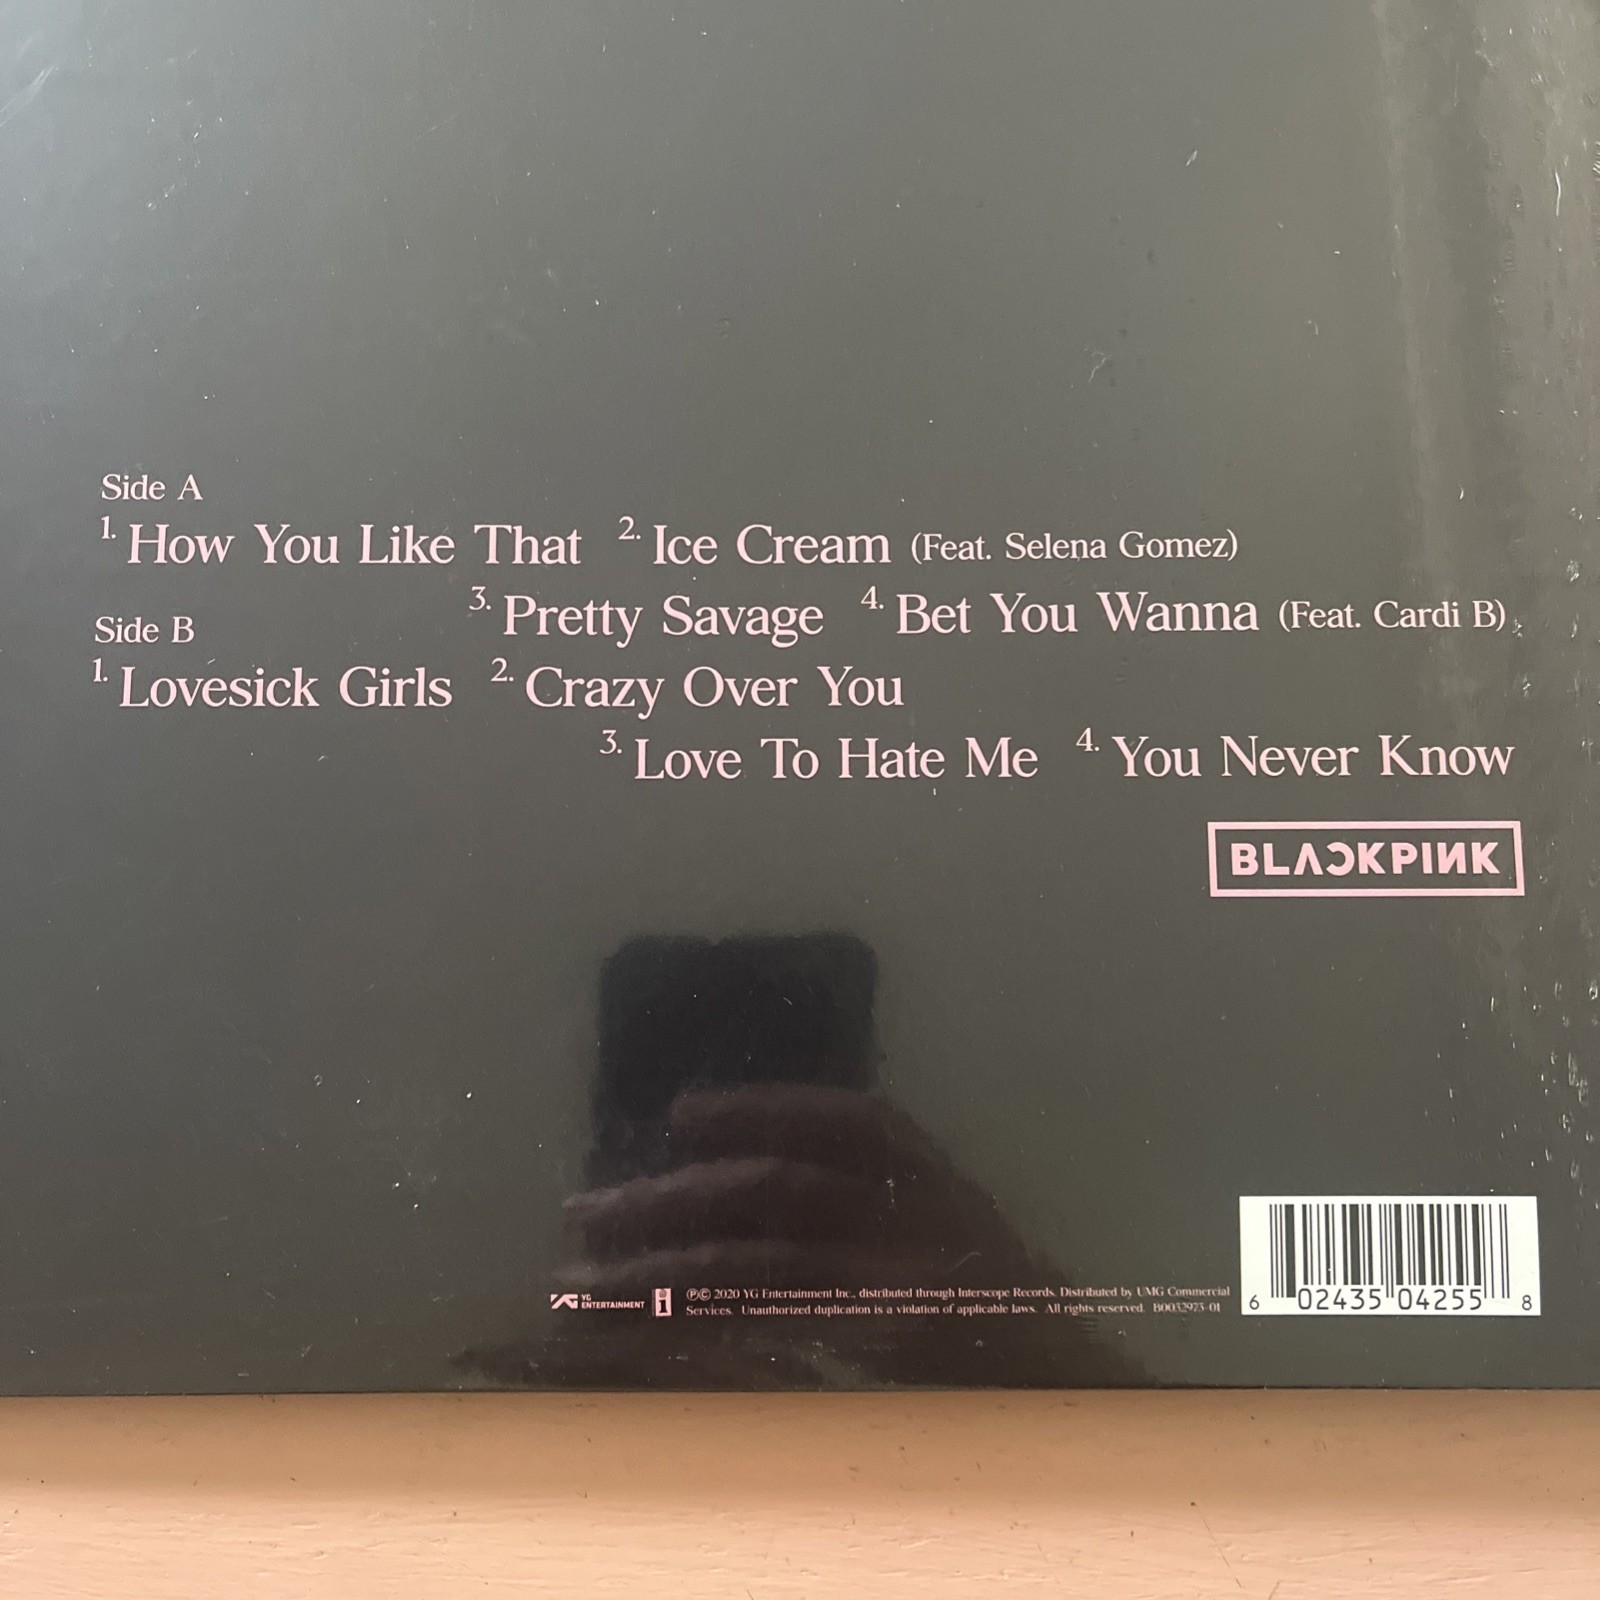 Side A
1. How You Like That 2. Ice Cream (Feat. Selena Gomez)
3. Pretty Savage 4. Bet You Wanna (Feat. Cardi B)
Side B
1. Lovesick Girls 2. Crazy Over You
3. Love To Hate Me 4. You Never Know
BLɅϽKPIИK
YG
ENTERTAINMENT
i
℗© 2020 YG Entertainment Inc., distributed through Interscope Records. Distributed by UMG Commercial
Services. Unauthorized duplication is a violation of applicable laws. All rights reserved. B0032973-01
6 02435 04255 8